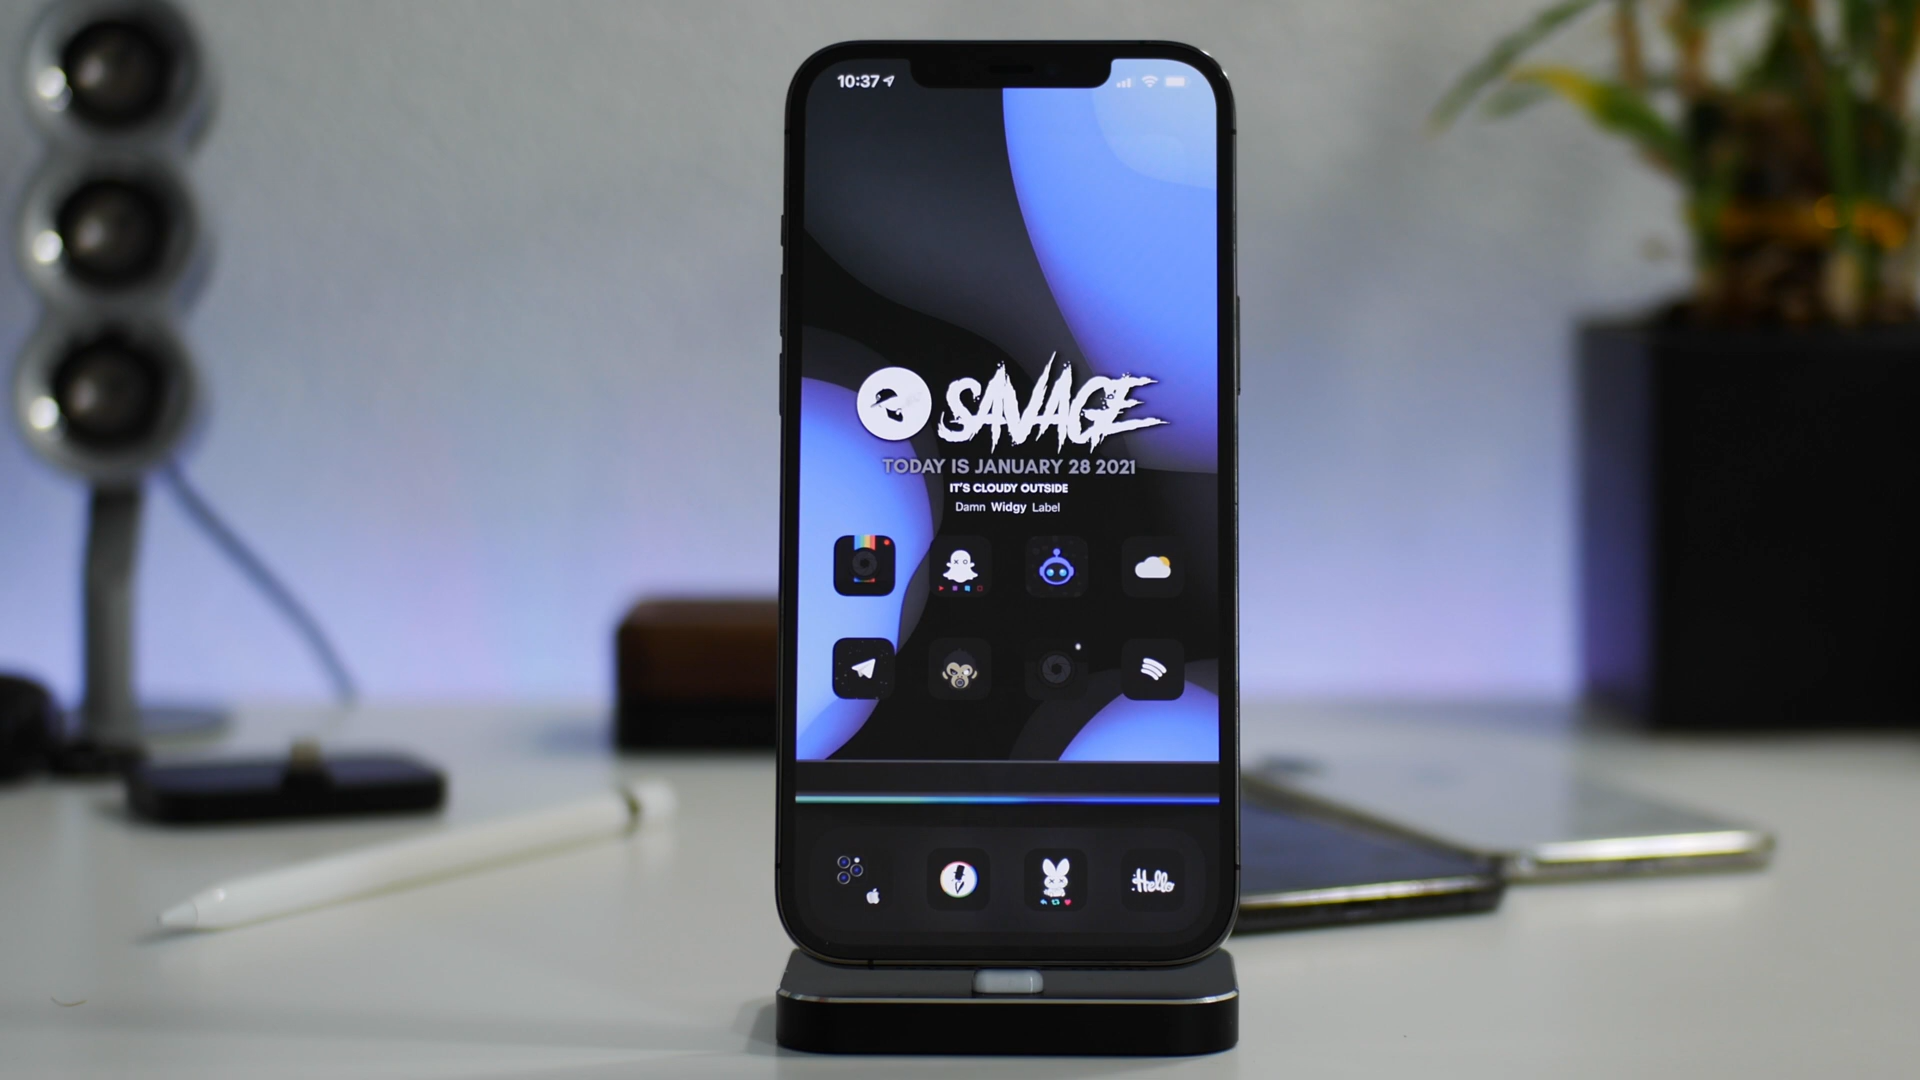 10:37
SAVAGE
TODAY IS JANUARY 28 2021
IT'S CLOUDY OUTSIDE
Damn Widgy Label
Hello